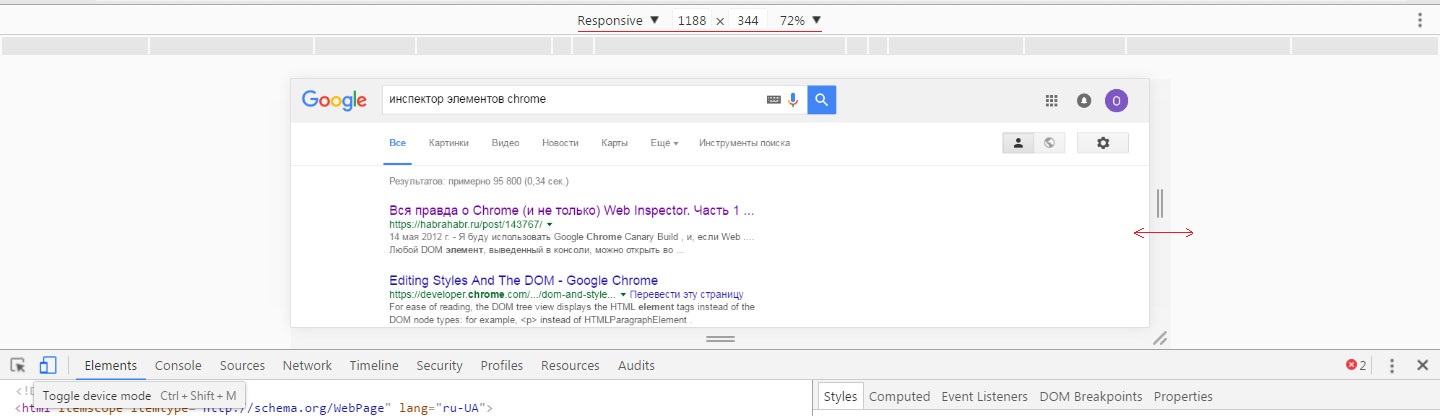 Responsive ▼ 1188 × 344 72% ▼
Google инспектор элементов chrome O
Все Картинки Видео Новости Карты Ещё ▾ Инструменты поиска
Результатов: примерно 95 800 (0,34 сек.)
Вся правда о Chrome (и не только) Web Inspector. Часть 1 ...
https://habrahabr.ru/post/143767/ ▾
14 мая 2012 г. - Я буду использовать Google Chrome Canary Build , и, если Web ....
Любой DOM элемент, выведенный в консоли, можно открыть во ...
Editing Styles And The DOM - Google Chrome
https://developer.chrome.com/.../dom-and-style... ▾ Перевести эту страницу
For ease of reading, the DOM tree view displays the HTML element tags instead of the
DOM node types: for example, <p> instead of HTMLParagraphElement .
Elements Console Sources Network Timeline Security Profiles Resources Audits 2
Toggle device mode Ctrl + Shift + M
<html itemscope itemtype="http://schema.org/WebPage" lang="ru-UA">
Styles Computed Event Listeners DOM Breakpoints Properties